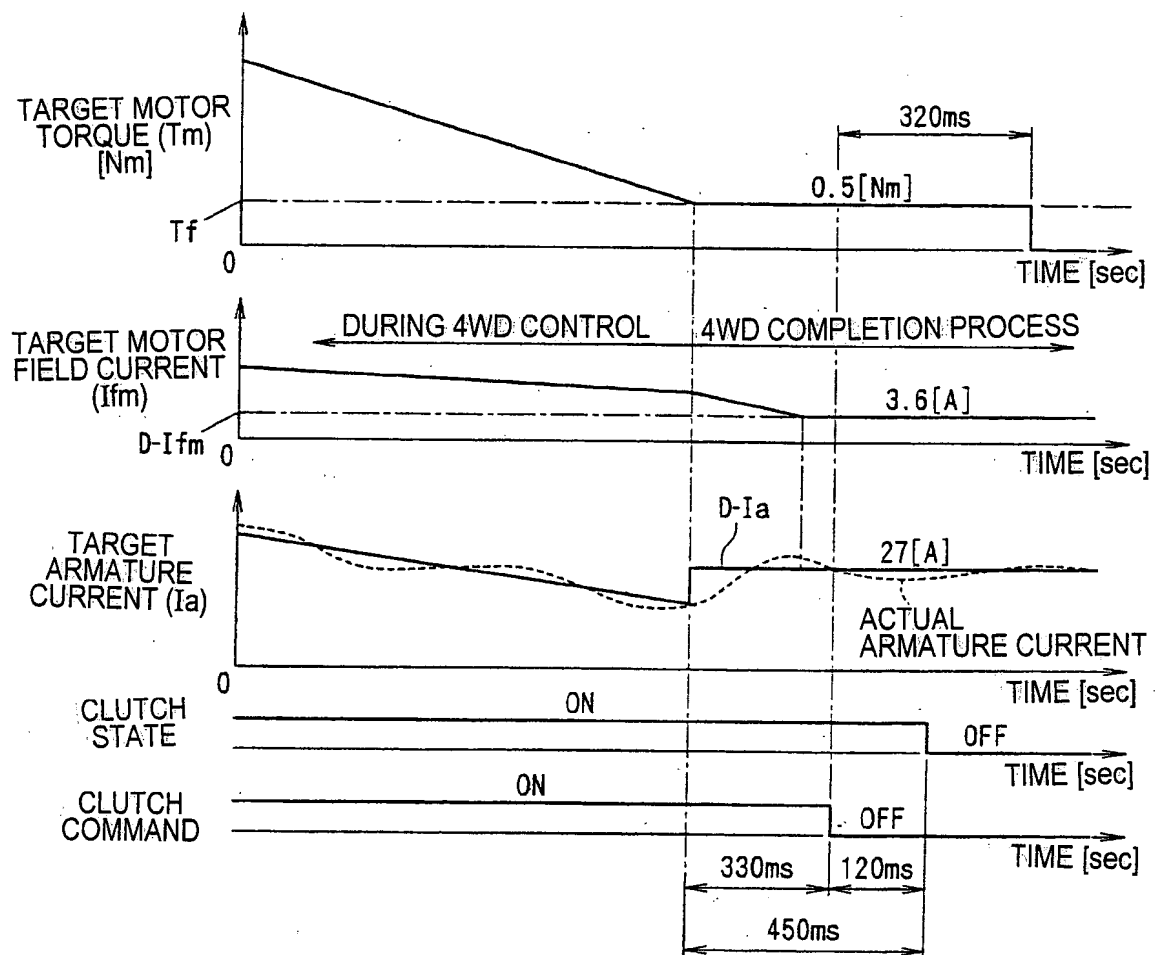 TARGET MOTOR
TORQUE (Tm)
[Nm]
320ms
0.5[Nm]
Tf
0
TIME [sec]
TARGET MOTOR
FIELD CURRENT
(Ifm)
DURING 4WD CONTROL
4WD COMPLETION PROCESS
3.6[A]
D-Ifm
0
TIME [sec]
TARGET
ARMATURE
CURRENT (Ia)
D-Ia
27[A]
ACTUAL
ARMATURE CURRENT
0
TIME [sec]
CLUTCH
STATE
ON
OFF
TIME [sec]
CLUTCH
COMMAND
ON
OFF
TIME [sec]
330ms
120ms
450ms